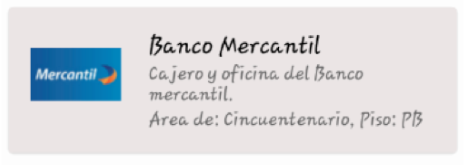 Banco Mercantil
Mercantil
Cajero y oficina del Banco
mercantil.
Area de: Cincuentenario, Piso: PB